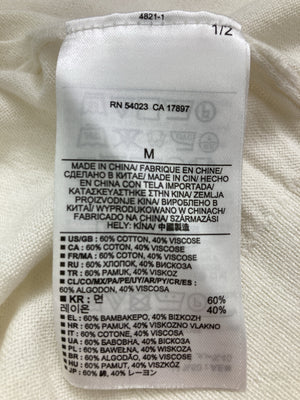 4821-1
1/2
RN 54023 CA 17897
M
MADE IN CHINA/ FABRIQUE EN CHINE/
СДЕЛАНО В КИТАЕ/ MADE IN CIN/ HECHO
EN CHINA CON TELA IMPORTADA/
ΚΑΤΑΣΚΕΥΑΣΤΗΚΕ ΣΤΗΝ ΚΙΝΑ/ ZEMLJA
PROIZVODNJE KINA/ ВИРОБЛЕНО В
КИТАЇ/ WYPRODUKOWANO W CHINACH/
FABRICADO NA CHINA/ SZÁRMAZÁSI
HELY: KÍNA/ 中國製造
US/GB: 60% COTTON, 40% VISCOSE
CA: 60% COTTON, 40% VISCOSE
FR/MA: 60% COTON, 40% VISCOSE
RU: 60% ХЛОПОК, 40% ВИСКОЗА
TR: 60% PAMUK, 40% VISKOZ
CL/CO/MX/PA/PE/UY/AR/PY/CR/ES:
60% ALGODON, 40% VISCOSA
KR: 면 60%
레이온 40%
EL: 60% ΒΑΜΒΑΚΕΡΟ, 40% ΒΙΣΚΟΖΗ
HR: 60% PAMUK, 40% VISKOZNO VLAKNO
IT: 60% COTONE, 40% VISCOSA
UA: 60% БАВОВНА, 40% ВІСКОЗА
PL: 60% BAWEŁNA, 40% WISKOZA
BR: 60% ALGODÃO, 40% VISCOSE
HU: 60% PAMUT, 40% VISZKÓZ
JP: 60% 綿, 40% レーヨン